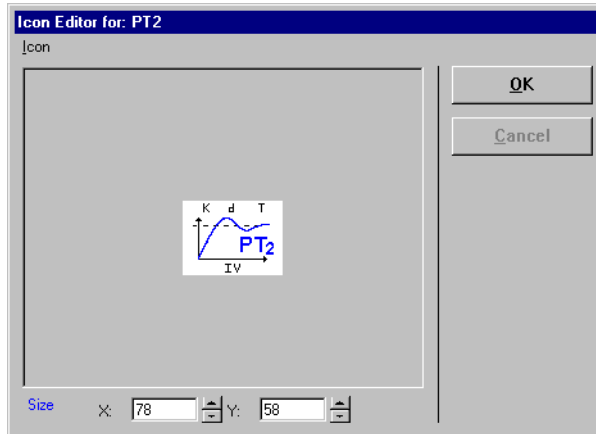 Icon Editor for: PT2
Icon
OK
Cancel
K d T
PT2
IV
Size X: 78 Y: 58